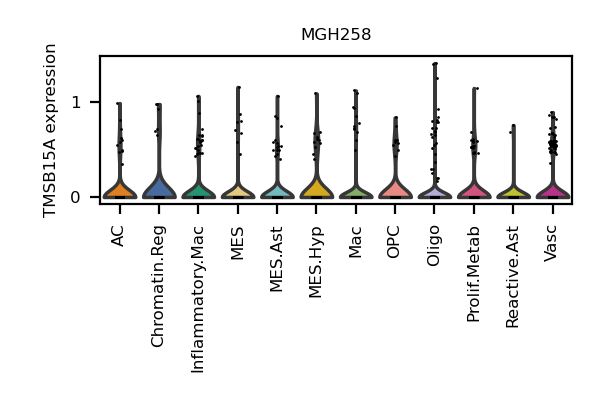 MGH258
TMSB15A expression
1
0
AC
Chromatin.Reg
Inflammatory.Mac
MES
MES.Ast
MES.Hyp
Mac
OPC
Oligo
Prolif.Metab
Reactive.Ast
Vasc